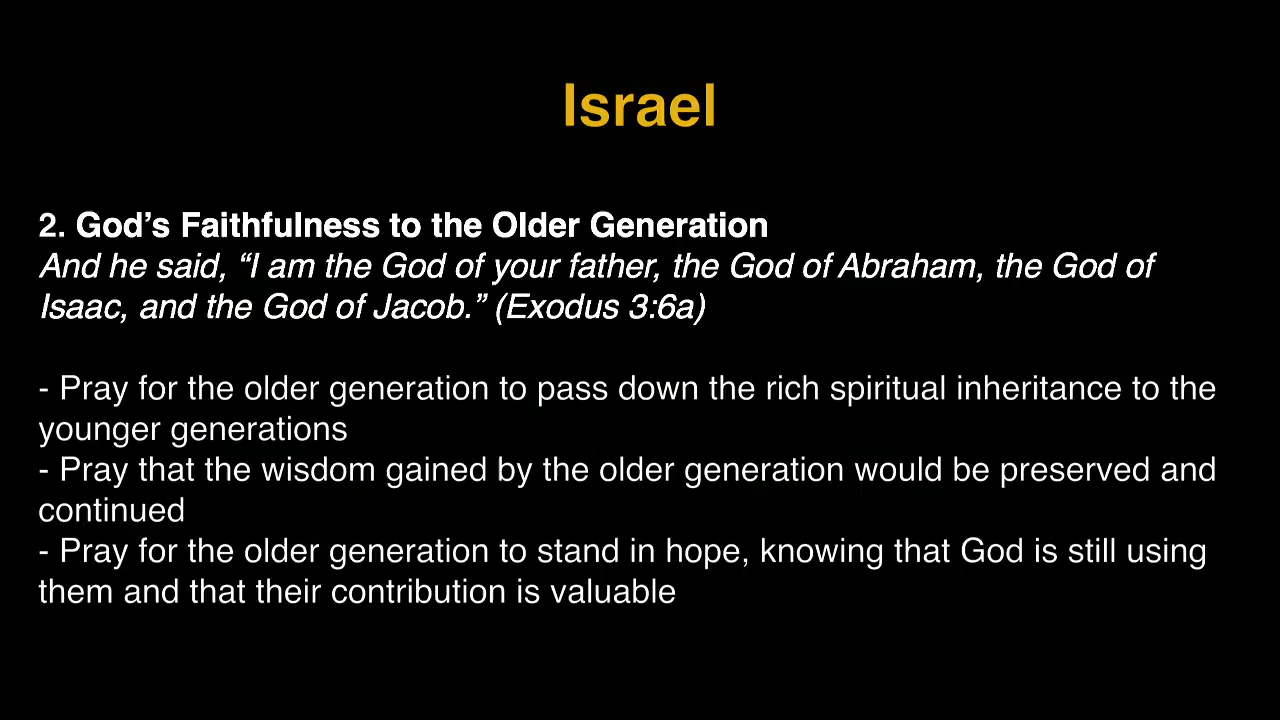 Israel
2. God’s Faithfulness to the Older Generation
And he said, “I am the God of your father, the God of Abraham, the God of
Isaac, and the God of Jacob.” (Exodus 3:6a)
- Pray for the older generation to pass down the rich spiritual inheritance to the
younger generations
- Pray that the wisdom gained by the older generation would be preserved and
continued
- Pray for the older generation to stand in hope, knowing that God is still using
them and that their contribution is valuable